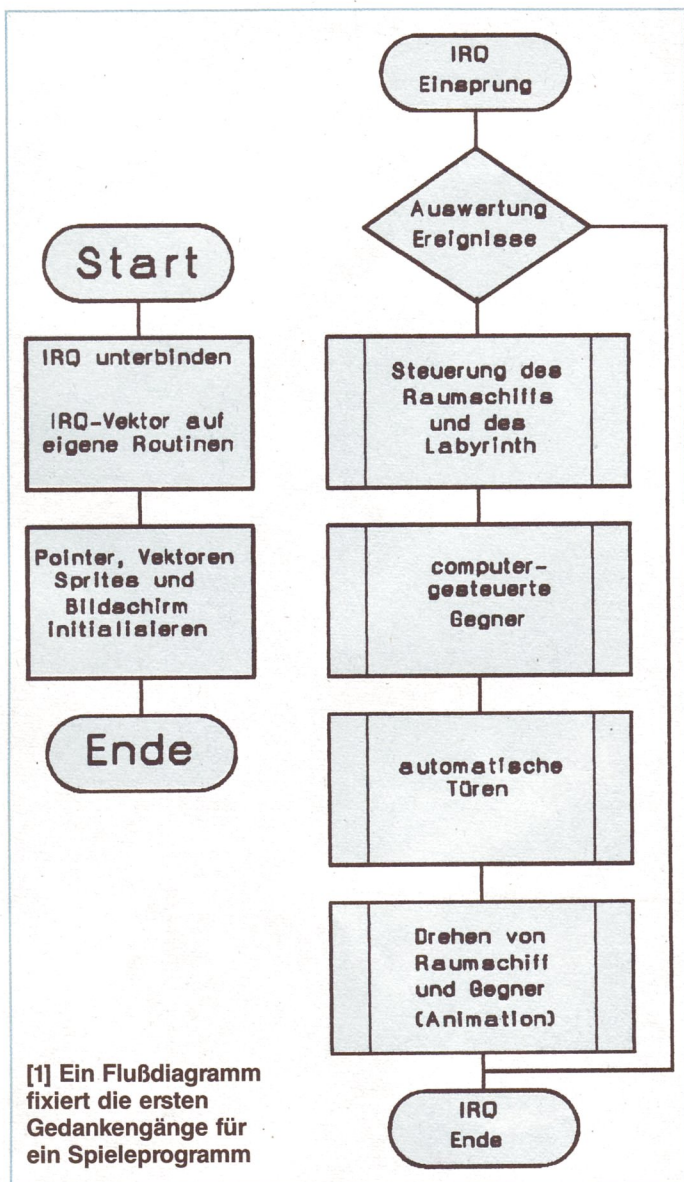 Start
IRQ unterbinden
IRQ-Vektor auf
eigene Routinen
Pointer, Vektoren
Sprites und
Bildschirm
initialisieren
Ende
IRQ
Einsprung
Auswertung
Ereignisse
Steuerung des
Raumschiffs
und des
Labyrinth
computer-
gesteuerte
Gegner
automatische
Türen
Drehen von
Raumschiff
und Gegner
(Animation)
IRQ
Ende
[1] Ein Flußdiagramm
fixiert die ersten
Gedankengänge für
ein Spieleprogramm